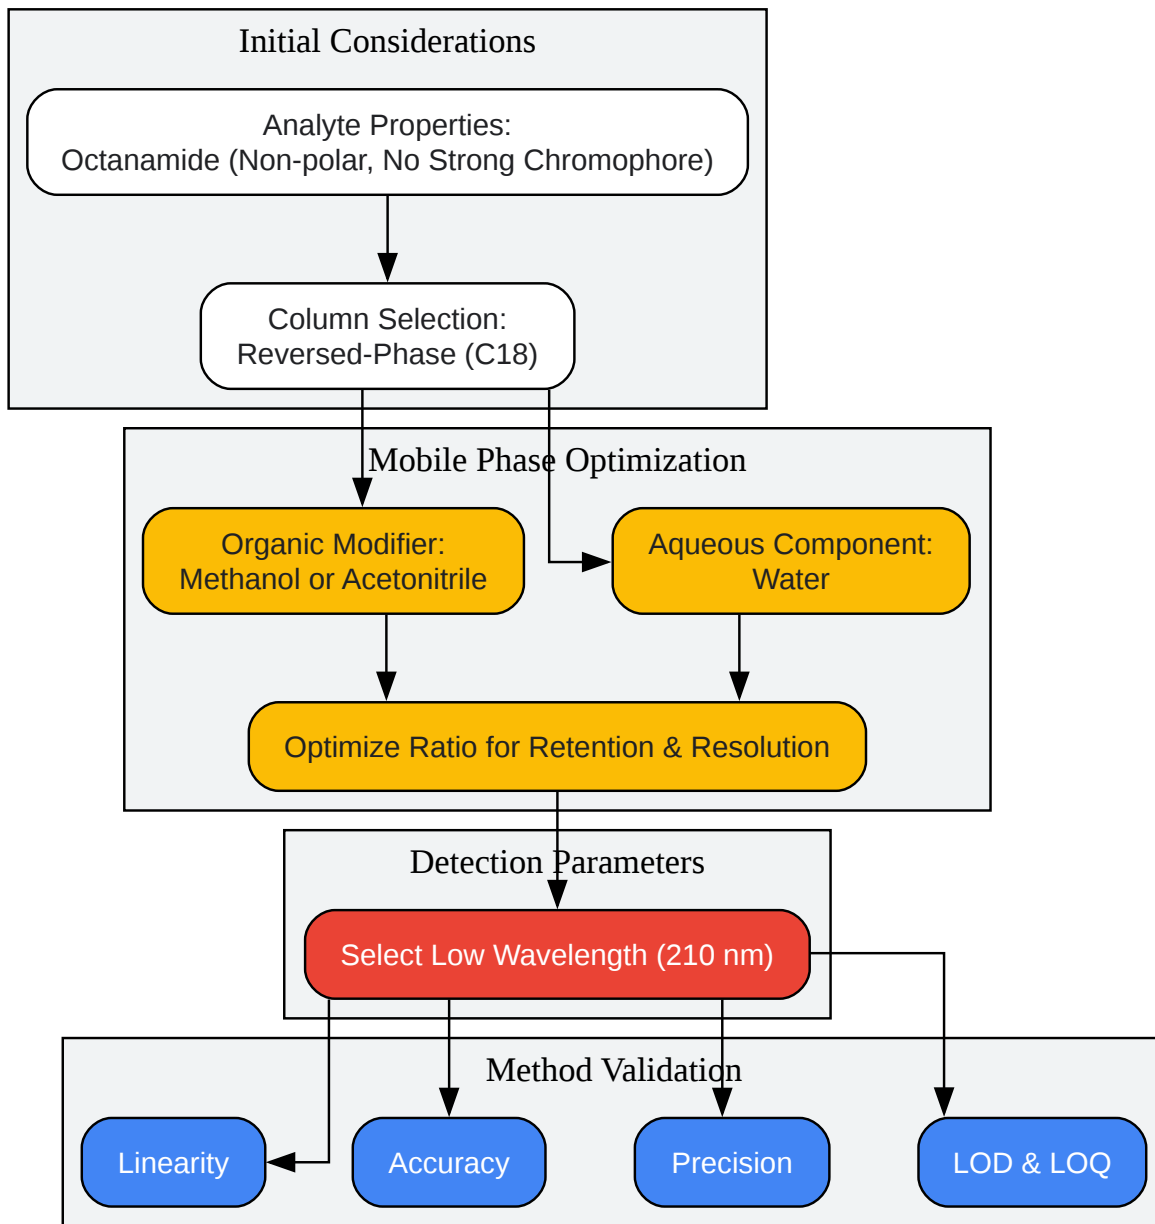 Initial Considerations
Analyte Properties:
Octanamide (Non-polar, No Strong Chromophore)
Column Selection:
Reversed-Phase (C18)
Mobile Phase Optimization
Organic Modifier:
Methanol or Acetonitrile
Aqueous Component:
Water
Optimize Ratio for Retention & Resolution
Detection Parameters
Select Low Wavelength (210 nm)
Method Validation
Linearity
Accuracy
Precision
LOD & LOQ